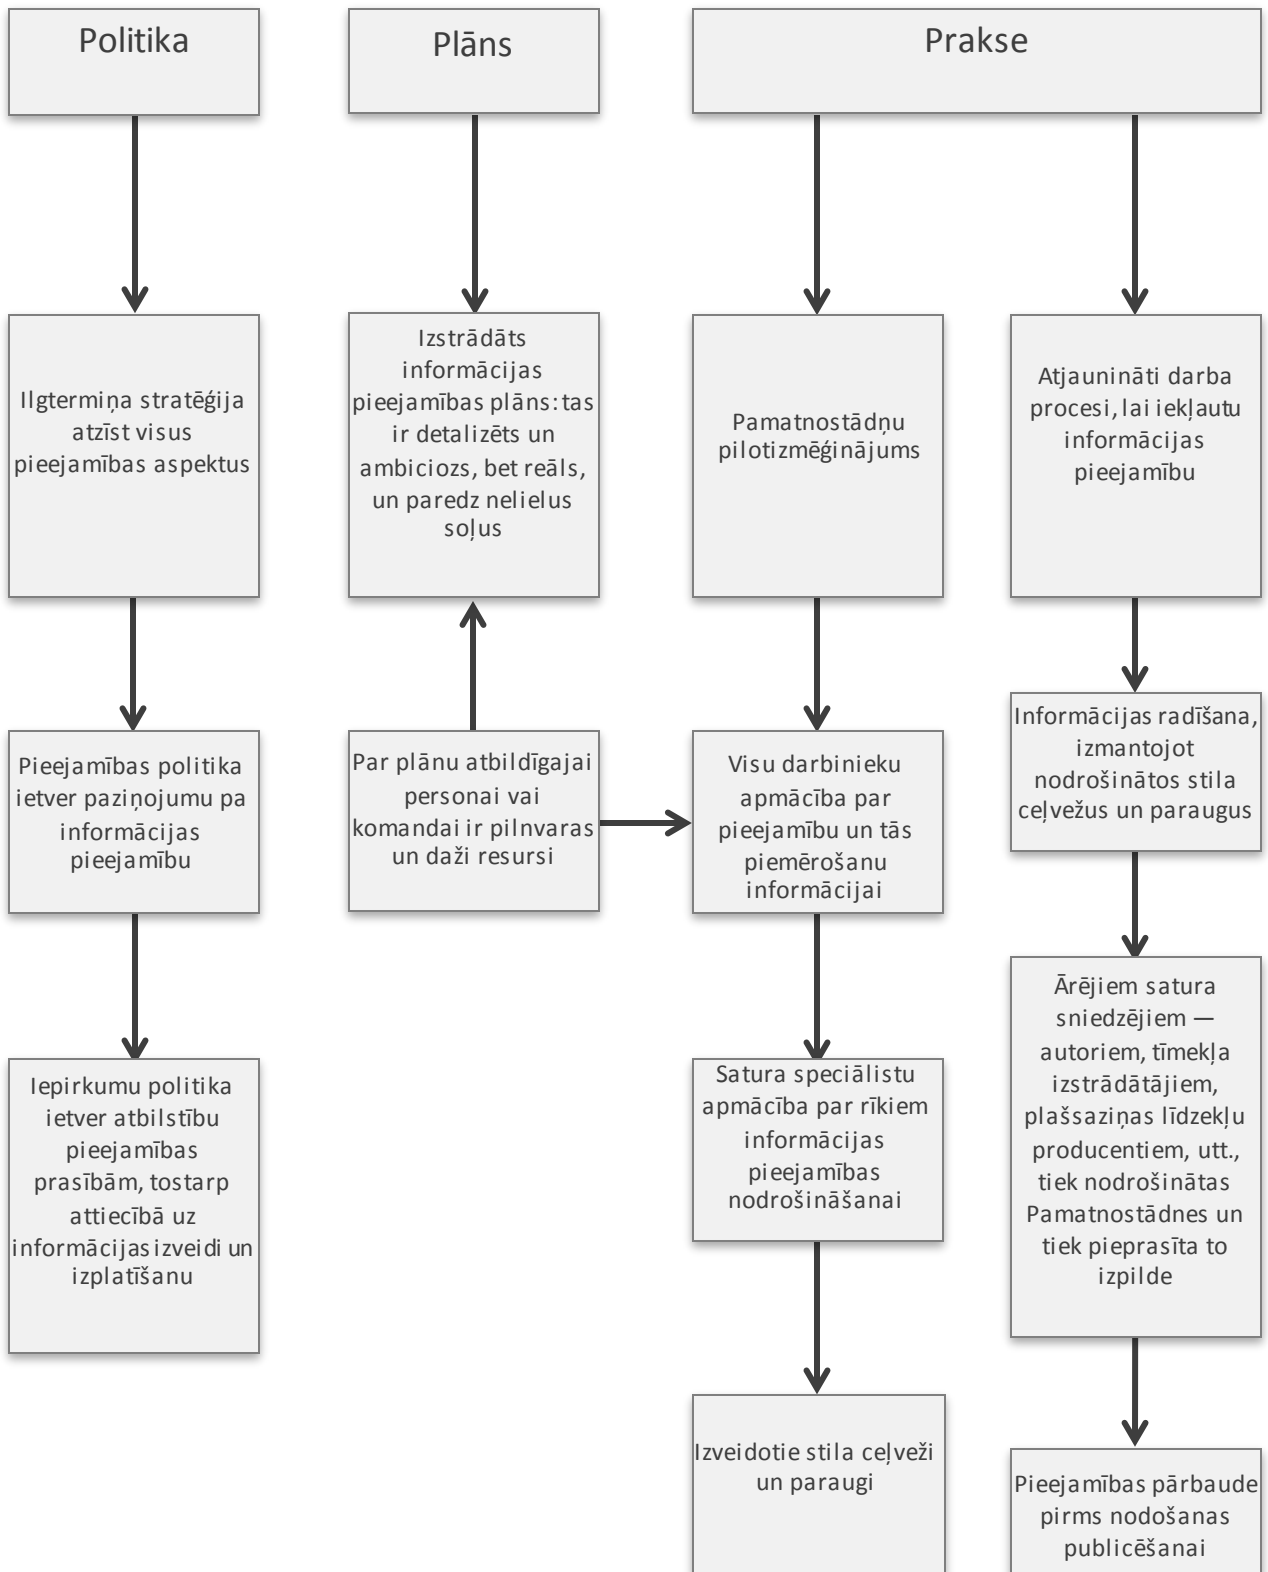 Politika
Ilgtermiņa stratēģija
atzīst visus
pieejamības aspektus
Pieejamības politika
ietver paziņojumu pa
informācijas
pieejamību
Iepirkumu politika
ietver atbilstību
pieejamības
prasībām, tostarp
attiecībā uz
informācijas izveidi un
izplatīšanu
Plāns
Izstrādāts
informācijas
pieejamības plāns: tas
ir detalizēts un
ambiciozs, bet reāls,
un paredz nelielus
soļus
Par plānu atbildīgajai
personai vai
komandai ir pilnvaras
un daži resursi
Prakse
Pamatnostādņu
pilotizmēģinājums
Visu darbinieku
apmācība par
pieejamību un tās
piemērošanu
informācijai
Satura speciālistu
apmācība par rīkiem
informācijas
pieejamības
nodrošināšanai
Izveidotie stila ceļveži
un paraugi
Atjaunināti darba
procesi, lai iekļautu
informācijas
pieejamību
Informācijas radīšana,
izmantojot
nodrošinātos stila
ceļvežus un paraugus
Ārējiem satura
sniedzējiem —
autoriem, tīmekļa
izstrādātājiem,
plašsaziņas līdzekļu
producentiem, utt.,
tiek nodrošinātas
Pamatnostādnes un
tiek pieprasīta to
izpilde
Pieejamības pārbaude
pirms nodošanas
publicēšanai